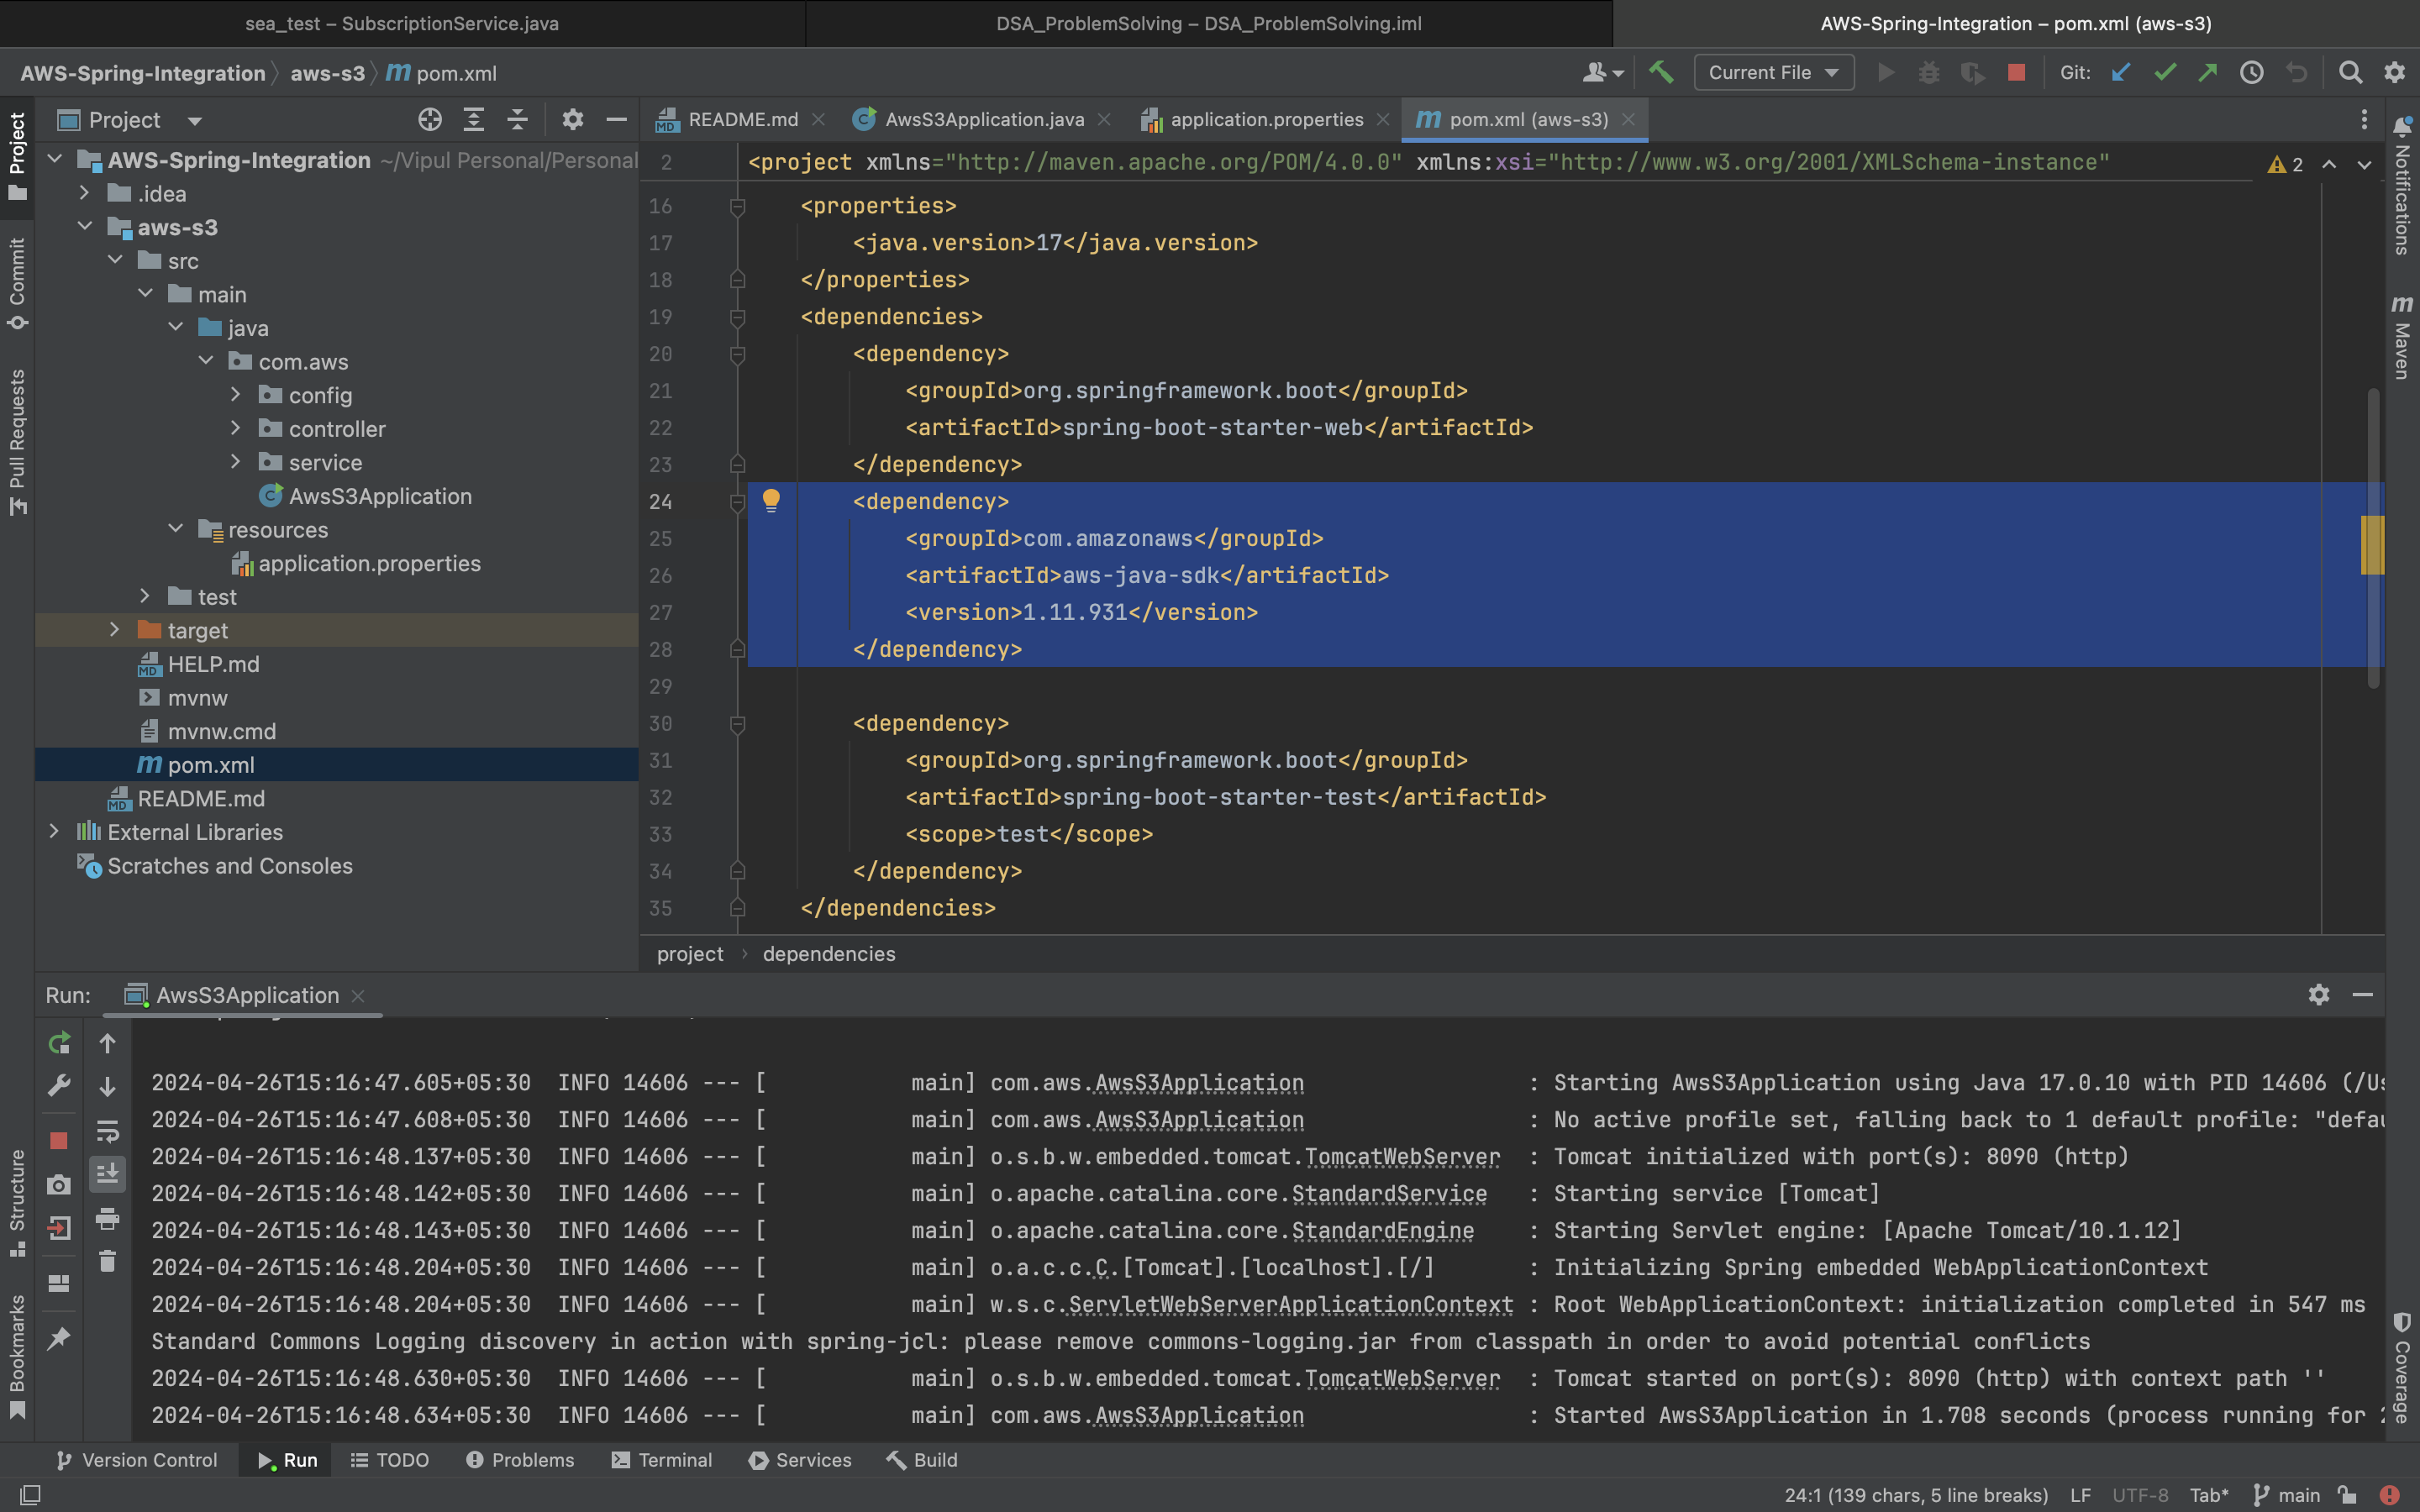 sea_test – SubscriptionService.java
DSA_ProblemSolving – DSA_ProblemSolving.iml
AWS-Spring-Integration – pom.xml (aws-s3)
AWS-Spring-Integration
aws-s3
pom.xml
Current File
Git:
Project
README.md
AwsS3Application.java
application.properties
pom.xml (aws-s3)
Project
Commit
Pull Requests
Structure
Bookmarks
AWS-Spring-Integration ~/Vipul Personal/Personal
.idea
aws-s3
src
main
java
com.aws
config
controller
service
AwsS3Application
resources
application.properties
test
target
HELP.md
mvnw
mvnw.cmd
pom.xml
README.md
External Libraries
Scratches and Consoles
2 <project xmlns="http://maven.apache.org/POM/4.0.0" xmlns:xsi="http://www.w3.org/2001/XMLSchema-instance"
2
16 <properties>
17 <java.version>17</java.version>
18 </properties>
19 <dependencies>
20 <dependency>
21 <groupId>org.springframework.boot</groupId>
22 <artifactId>spring-boot-starter-web</artifactId>
23 </dependency>
24 <dependency>
25 <groupId>com.amazonaws</groupId>
26 <artifactId>aws-java-sdk</artifactId>
27 <version>1.11.931</version>
28 </dependency>
29
30 <dependency>
31 <groupId>org.springframework.boot</groupId>
32 <artifactId>spring-boot-starter-test</artifactId>
33 <scope>test</scope>
34 </dependency>
35 </dependencies>
project
dependencies
Notifications
Maven
Coverage
Run:
AwsS3Application
2024-04-26T15:16:47.605+05:30 INFO 14606 --- [ main] com.aws.AwsS3Application : Starting AwsS3Application using Java 17.0.10 with PID 14606 (/Us
2024-04-26T15:16:47.608+05:30 INFO 14606 --- [ main] com.aws.AwsS3Application : No active profile set, falling back to 1 default profile: "defau
2024-04-26T15:16:48.137+05:30 INFO 14606 --- [ main] o.s.b.w.embedded.tomcat.TomcatWebServer : Tomcat initialized with port(s): 8090 (http)
2024-04-26T15:16:48.142+05:30 INFO 14606 --- [ main] o.apache.catalina.core.StandardService : Starting service [Tomcat]
2024-04-26T15:16:48.143+05:30 INFO 14606 --- [ main] o.apache.catalina.core.StandardEngine : Starting Servlet engine: [Apache Tomcat/10.1.12]
2024-04-26T15:16:48.204+05:30 INFO 14606 --- [ main] o.a.c.c.C.[Tomcat].[localhost].[/] : Initializing Spring embedded WebApplicationContext
2024-04-26T15:16:48.204+05:30 INFO 14606 --- [ main] w.s.c.ServletWebServerApplicationContext : Root WebApplicationContext: initialization completed in 547 ms
Standard Commons Logging discovery in action with spring-jcl: please remove commons-logging.jar from classpath in order to avoid potential conflicts
2024-04-26T15:16:48.630+05:30 INFO 14606 --- [ main] o.s.b.w.embedded.tomcat.TomcatWebServer : Tomcat started on port(s): 8090 (http) with context path ''
2024-04-26T15:16:48.634+05:30 INFO 14606 --- [ main] com.aws.AwsS3Application : Started AwsS3Application in 1.708 seconds (process running for
Version Control
Run
TODO
Problems
Terminal
Services
Build
24:1 (139 chars, 5 line breaks)
LF
UTF-8
Tab*
main